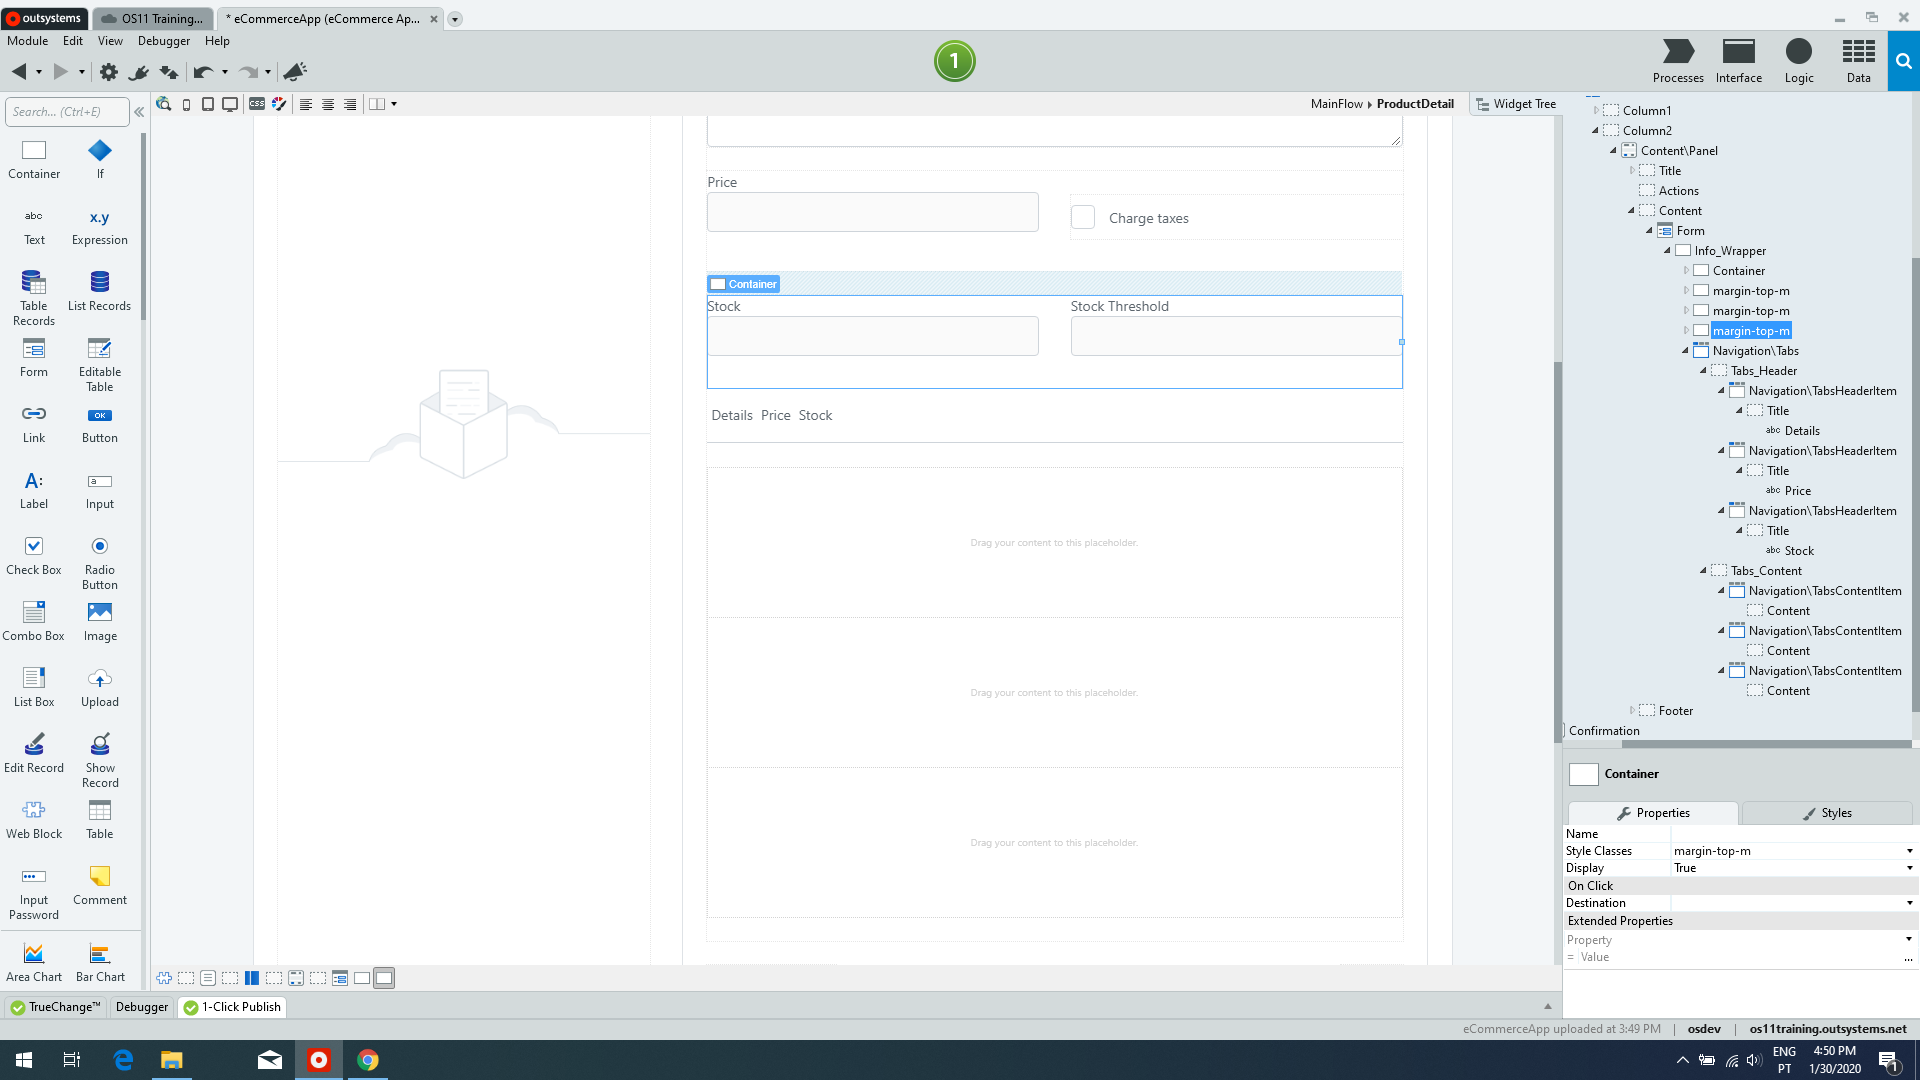 outsystems
OS11 Training...
* eCommerceApp (eCommerce Ap...
Module Edit View Debugger Help
1
Processes Interface Logic Data
Search... (Ctrl+E)
CSS
MainFlow ▸ ProductDetail
Widget Tree
Container If
abc x.y
Text Expression
Table Records List Records
Form Editable Table
OK
Link Button
A: a
Label Input
Check Box Radio Button
Combo Box Image
List Box Upload
Edit Record Show Record
Web Block Table
Input Password Comment
Area Chart Bar Chart
Price
Charge taxes
Container
Stock Stock Threshold
Details Price Stock
Drag your content to this placeholder.
Drag your content to this placeholder.
Drag your content to this placeholder.
Column1
Column2
Content\Panel
Title
Actions
Content
Form
Info_Wrapper
Container
margin-top-m
margin-top-m
margin-top-m
Navigation\Tabs
Tabs_Header
Navigation\TabsHeaderItem
Title
abc Details
Navigation\TabsHeaderItem
Title
abc Price
Navigation\TabsHeaderItem
Title
abc Stock
Tabs_Content
Navigation\TabsContentItem
Content
Navigation\TabsContentItem
Content
Navigation\TabsContentItem
Content
Footer
Confirmation
Container
Properties Styles
Name
Style Classes margin-top-m
Display True
On Click
Destination
Extended Properties
Property
= Value ...
TrueChange™ Debugger 1-Click Publish
eCommerceApp uploaded at 3:49 PM | osdev | os11training.outsystems.net
ENG
PT
4:50 PM
1/30/2020
1